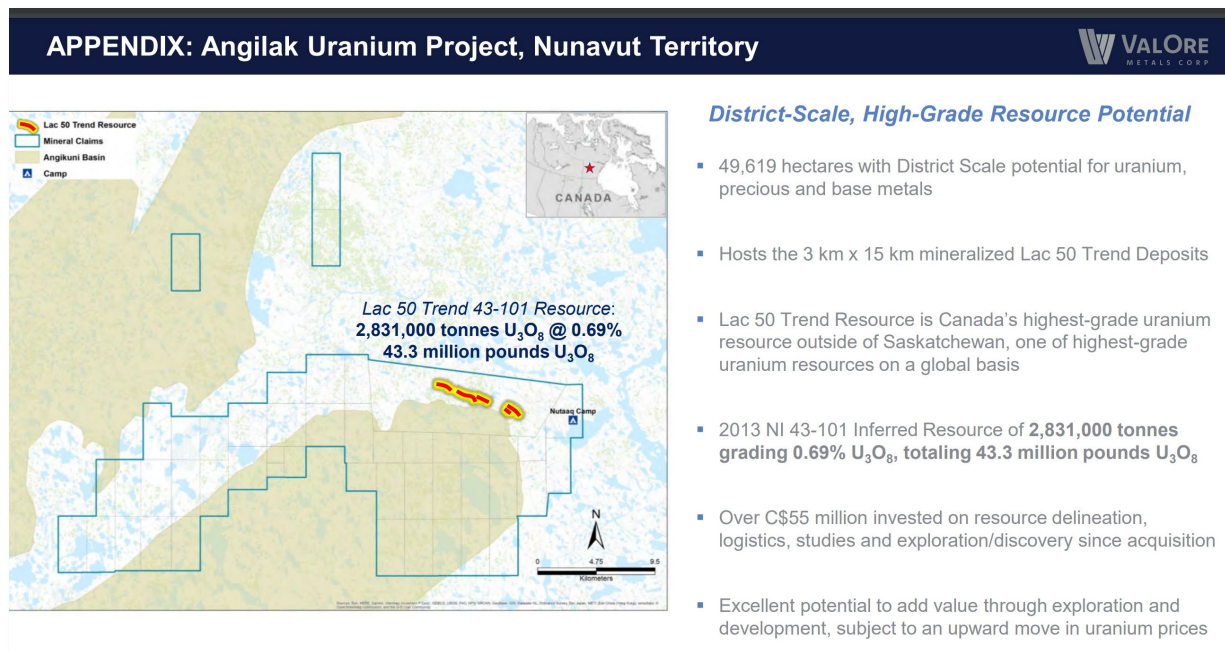 APPENDIX: Angilak Uranium Project, Nunavut Territory
VALORE
METALS CORP
Lac 50 Trend Resource
Mineral Claims
Angikuni Basin
Camp
CANADA
Lac 50 Trend 43-101 Resource:
2,831,000 tonnes U₃O₈ @ 0.69%
43.3 million pounds U₃O₈
Nutaaq Camp
N
0 4.75 9.5
Kilometers
District-Scale, High-Grade Resource Potential
▪ 49,619 hectares with District Scale potential for uranium,
precious and base metals
▪ Hosts the 3 km x 15 km mineralized Lac 50 Trend Deposits
▪ Lac 50 Trend Resource is Canada's highest-grade uranium
resource outside of Saskatchewan, one of highest-grade
uranium resources on a global basis
▪ 2013 NI 43-101 Inferred Resource of 2,831,000 tonnes
grading 0.69% U₃O₈, totaling 43.3 million pounds U₃O₈
▪ Over C$55 million invested on resource delineation,
logistics, studies and exploration/discovery since acquisition
▪ Excellent potential to add value through exploration and
development, subject to an upward move in uranium prices